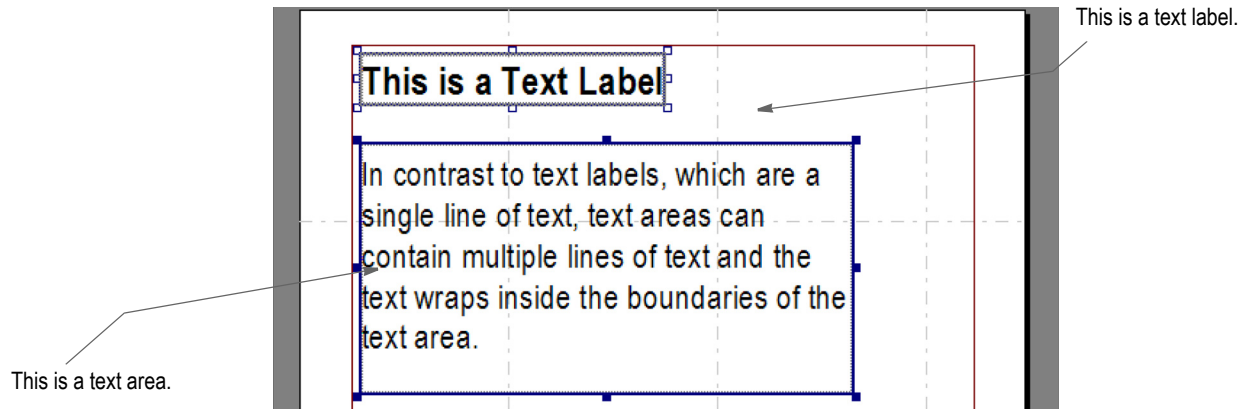 This is a text label.
This is a Text Label
In contrast to text labels, which are a
single line of text, text areas can
contain multiple lines of text and the
text wraps inside the boundaries of the
text area.
This is a text area.